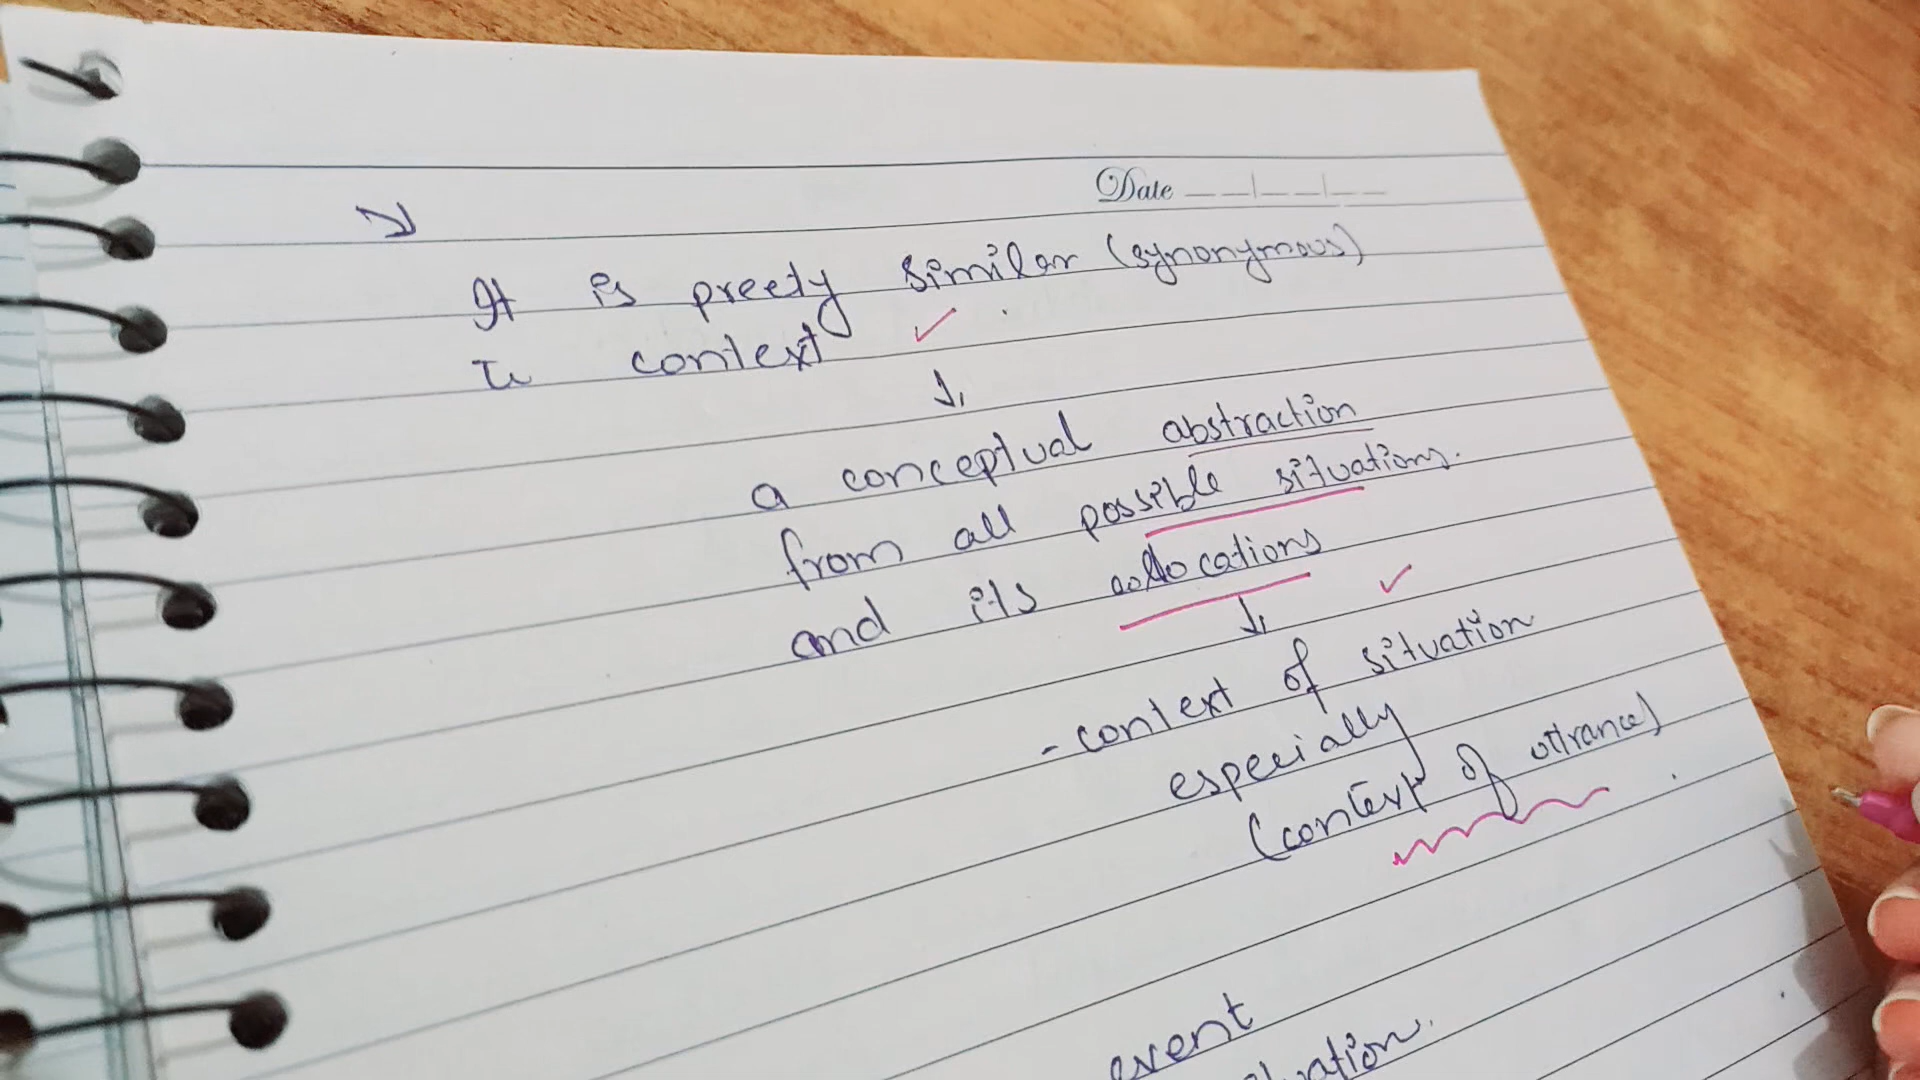 Date
It is preety similar (synonymous)
to context
a conceptual abstraction
from all possible situations.
and its collocations
- context of situation
especially
(context of uttrance)
event